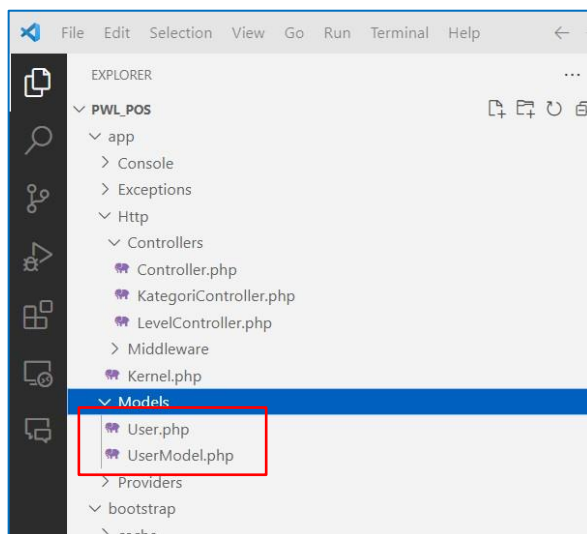 File Edit Selection View Go Run Terminal Help
EXPLORER
PWL_POS
app
Console
Exceptions
Http
Controllers
Controller.php
KategoriController.php
LevelController.php
Middleware
Kernel.php
Models
User.php
UserModel.php
Providers
bootstrap
cache